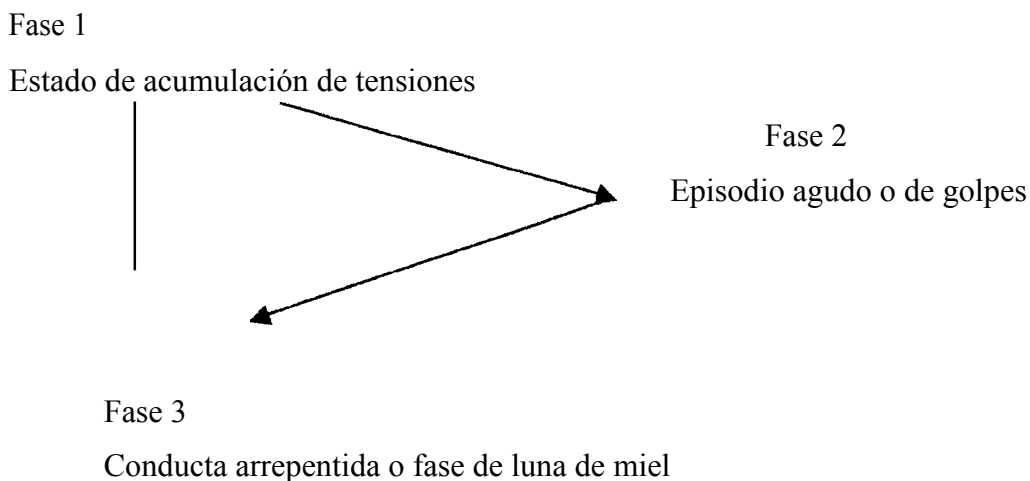 Fase 1
Estado de acumulación de tensiones
Fase 2
Episodio agudo o de golpes
Fase 3
Conducta arrepentida o fase de luna de miel